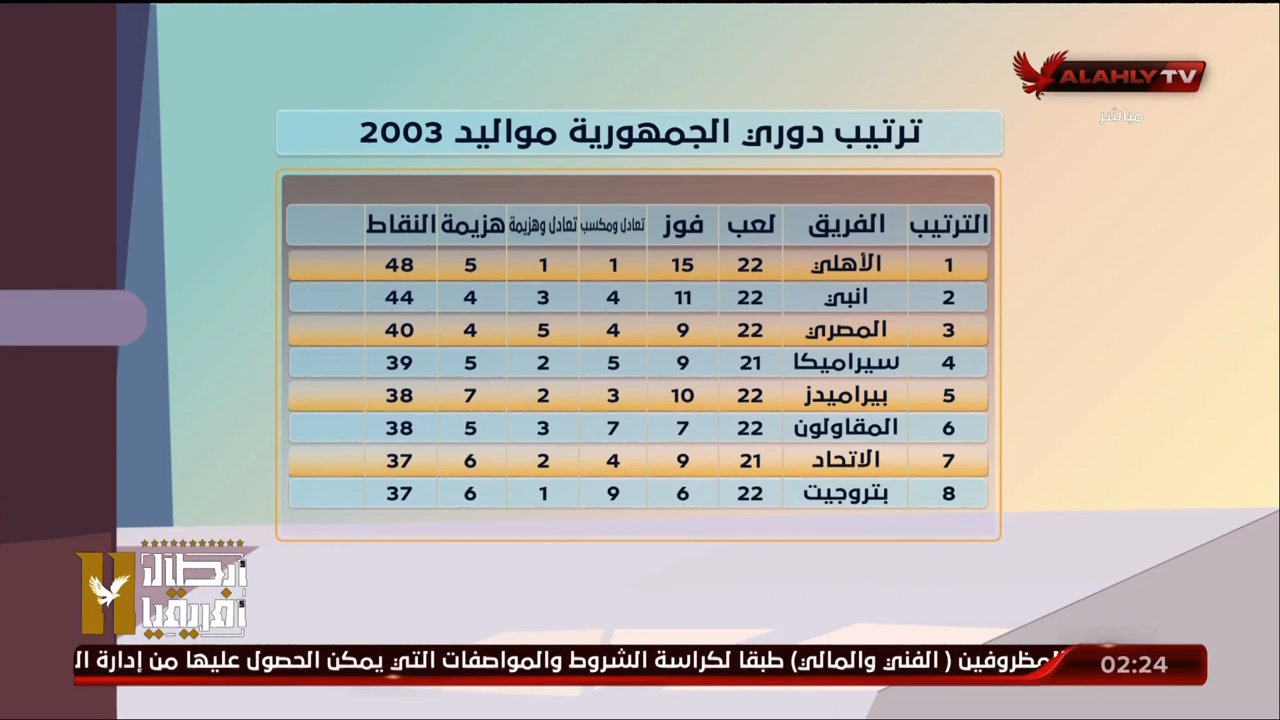 ALAHLY TV
مباشر
ترتيب دوري الجمهورية مواليد 2003
الترتيب الفريق لعب فوز تعادل ومكسب تعادل وهزيمة هزيمة النقاط
1 الأهلي 22 15 1 1 5 48
2 انبي 22 11 4 3 4 44
3 المصري 22 9 4 5 4 40
4 سيراميكا 21 9 5 2 5 39
5 بيراميدز 22 10 3 2 7 38
6 المقاولون 22 7 7 3 5 38
7 الاتحاد 21 9 4 2 6 37
8 بتروجيت 22 6 9 1 6 37
أبطال
أفريقيا
11
02:24 المظروفين ( الفني والمالي) طبقا لكراسة الشروط والمواصفات التي يمكن الحصول عليها من إدارة ال